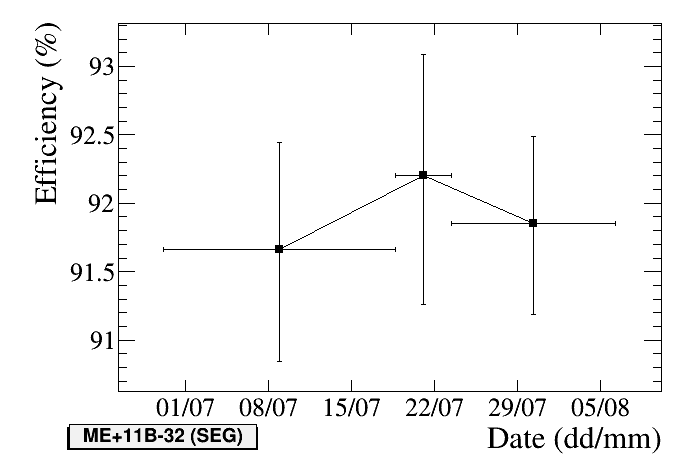 Efficiency (%)
93
92.5
92
91.5
91
01/07 08/07 15/07 22/07 29/07 05/08
ME+11B-32 (SEG)
Date (dd/mm)